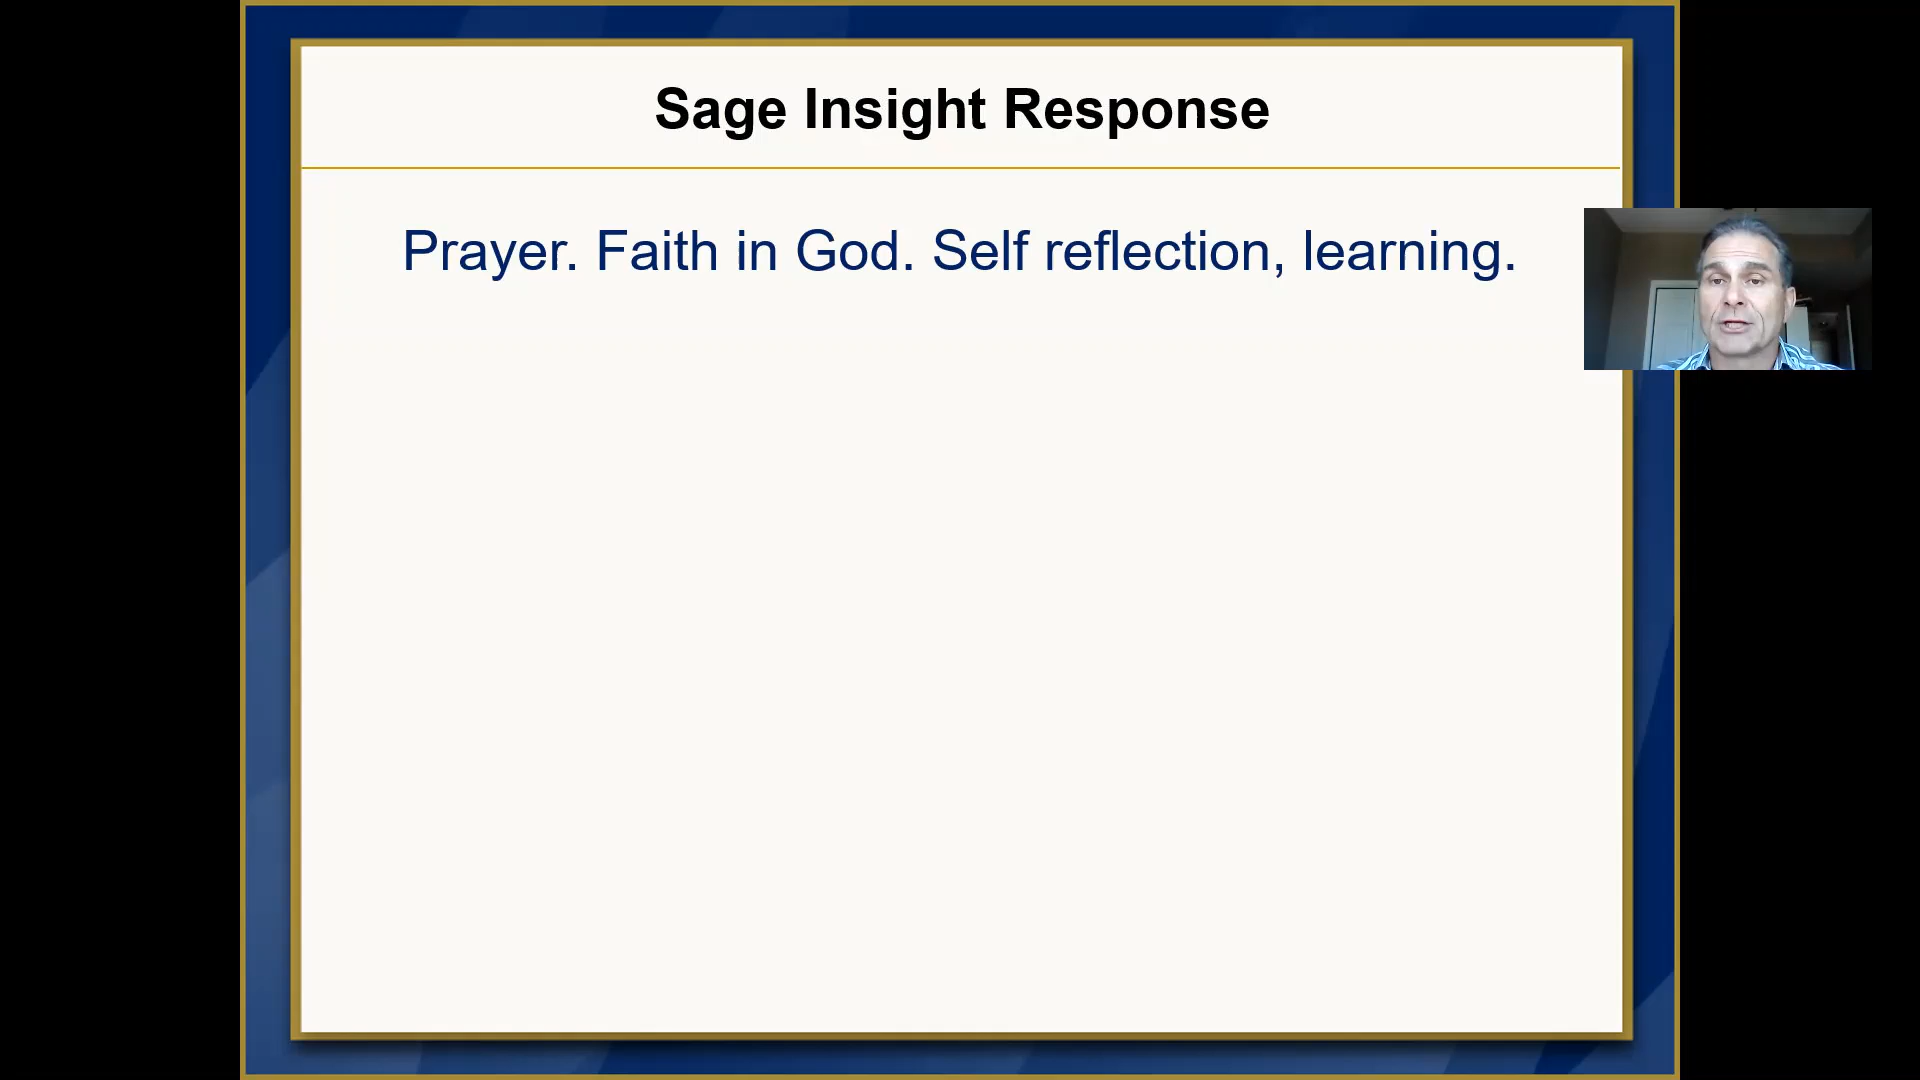 Sage Insight Response
Prayer. Faith in God. Self reflection, learning.